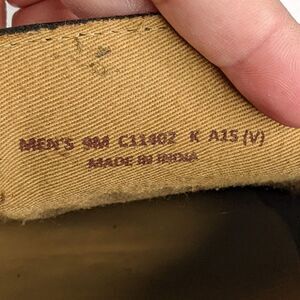 MEN'S 9M C11402 K A15 (V)
MADE IN INDIA